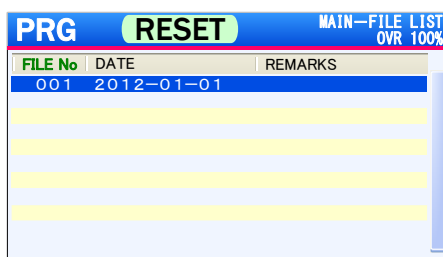 PRG RESET MAIN-FILE LIST
OVR 100%
FILE No DATE REMARKS
001 2012-01-01